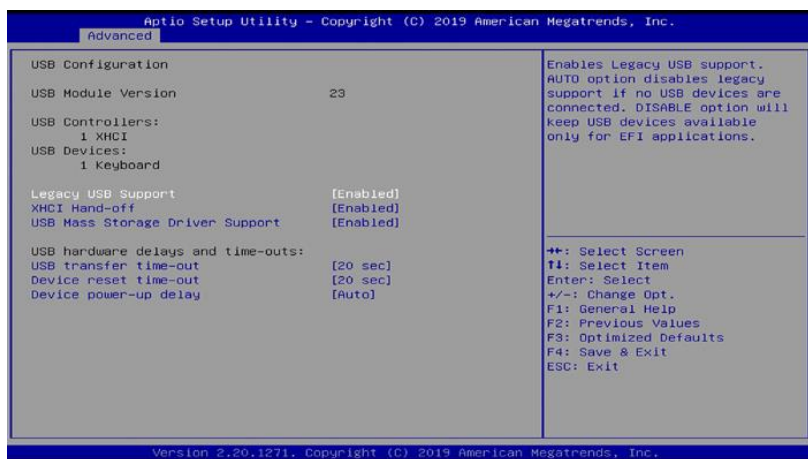 Aptio Setup Utility – Copyright (C) 2019 American Megatrends, Inc.
Advanced
USB Configuration
USB Module Version 23
USB Controllers:
1 XHCI
USB Devices:
1 Keyboard
Legacy USB Support [Enabled]
XHCI Hand-off [Enabled]
USB Mass Storage Driver Support [Enabled]
USB hardware delays and time-outs:
USB transfer time-out [20 sec]
Device reset time-out [20 sec]
Device power-up delay [Auto]
Enables Legacy USB support.
AUTO option disables legacy
support if no USB devices are
connected. DISABLE option will
keep USB devices available
only for EFI applications.
→←: Select Screen
↑↓: Select Item
Enter: Select
+/-: Change Opt.
F1: General Help
F2: Previous Values
F3: Optimized Defaults
F4: Save & Exit
ESC: Exit
Version 2.20.1271. Copyright (C) 2019 American Megatrends, Inc.